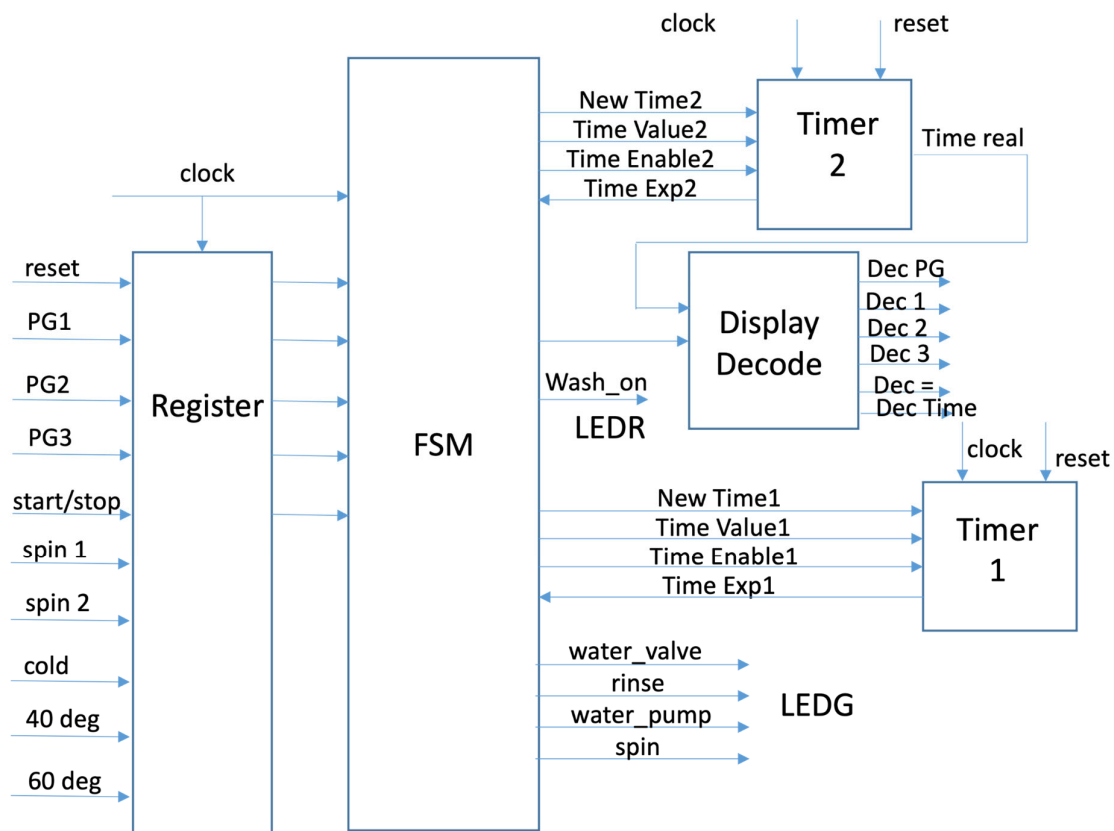 clock
reset
New Time2
Time Value2
Time Enable2
Time Exp2
Timer
2
Time real
clock
reset
PG1
PG2
PG3
start/stop
spin 1
spin 2
cold
40 deg
60 deg
Register
FSM
Display
Decode
Dec PG
Dec 1
Dec 2
Dec 3
Dec =
Dec Time
Wash_on
LEDR
clock
reset
New Time1
Time Value1
Time Enable1
Time Exp1
Timer
1
water_valve
rinse
water_pump
spin
LEDG